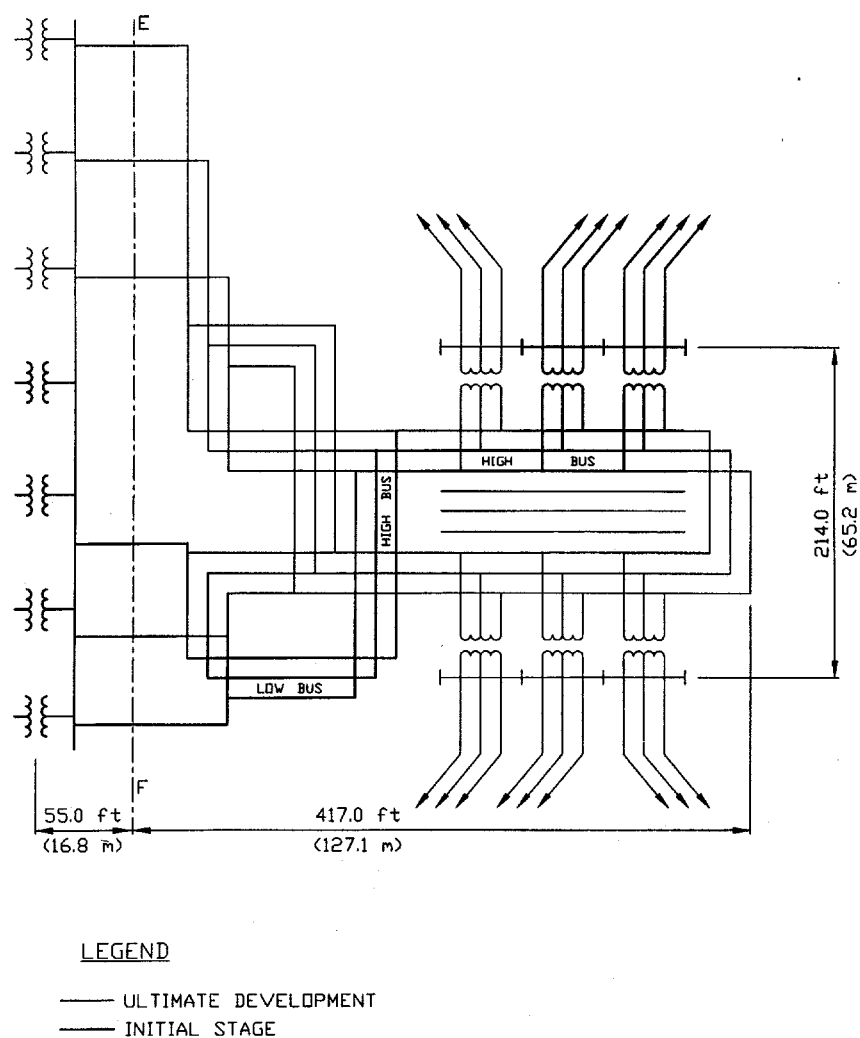 E
HIGH BUS
HIGH BUS
214.0 ft
(65.2 m)
LOW BUS
F
55.0 ft
(16.8 m)
417.0 ft
(127.1 m)
LEGEND
ULTIMATE DEVELOPMENT
INITIAL STAGE